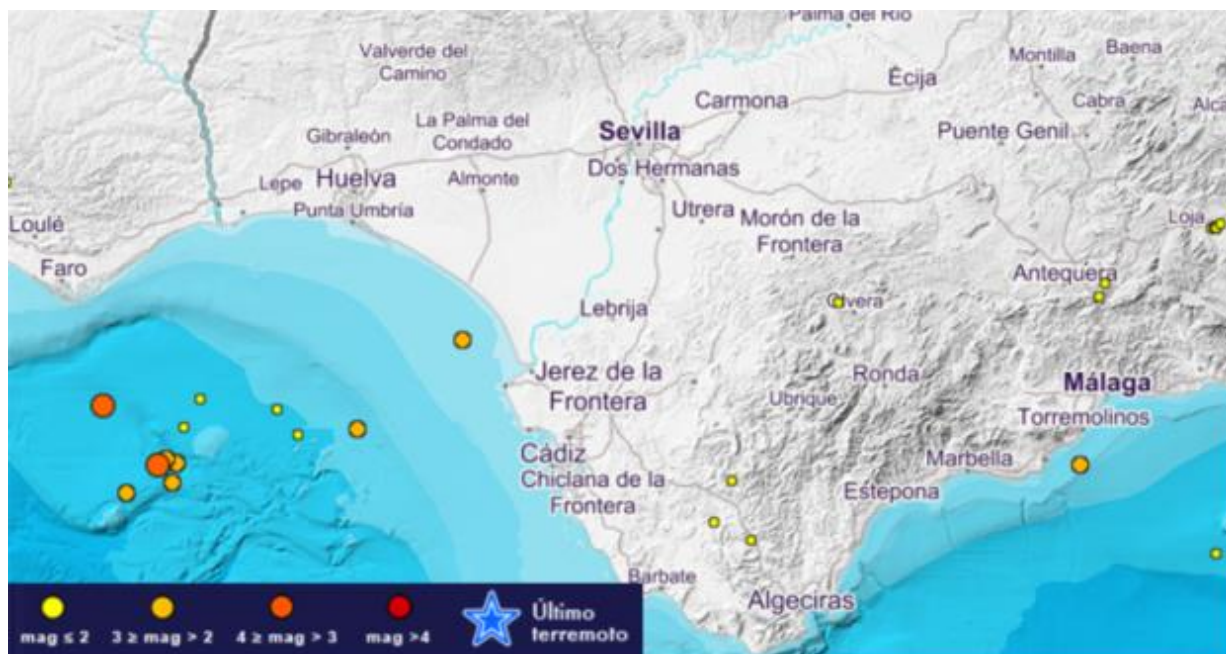 Palma del Río
Valverde del
Camino
Montilla
Baena
Écija
Carmona
Cabra
Alca
Gibraleón
La Palma del
Condado
Sevilla
Puente Genil
Dos Hermanas
Lepe
Huelva
Almonte
Punta Umbría
Utrera
Morón de la
Frontera
Loja
Loulé
Faro
Antequera
Lebrija
Olvera
Jerez de la
Frontera
Ronda
Ubrique
Málaga
Torremolinos
Cádiz
Chiclana de la
Frontera
Marbella
Estepona
Barbate
Algeciras
mag ≤ 2
3 ≥ mag > 2
4 ≥ mag > 3
mag >4
Último
terremoto